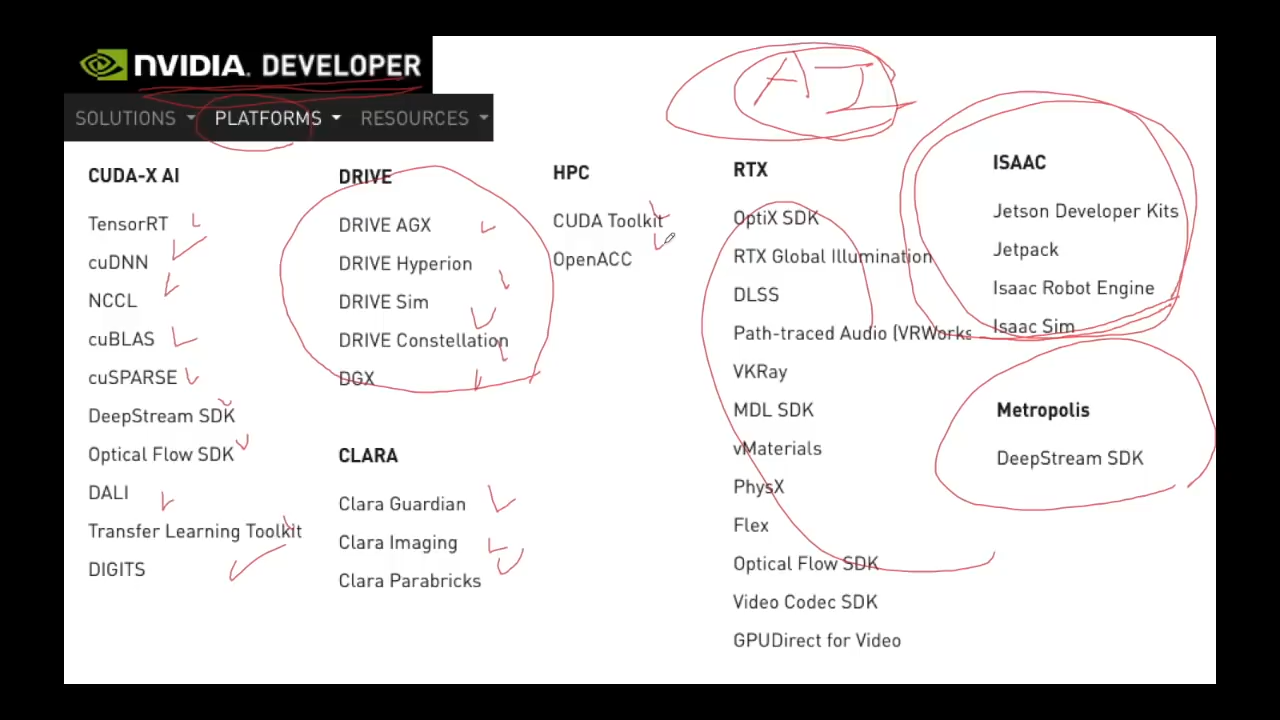 NVIDIA. DEVELOPER
SOLUTIONS PLATFORMS RESOURCES
AI
CUDA-X AI
TensorRT
cuDNN
NCCL
cuBLAS
cuSPARSE
DeepStream SDK
Optical Flow SDK
DALI
Transfer Learning Toolkit
DIGITS
DRIVE
DRIVE AGX
DRIVE Hyperion
DRIVE Sim
DRIVE Constellation
DGX
CLARA
Clara Guardian
Clara Imaging
Clara Parabricks
HPC
CUDA Toolkit
OpenACC
RTX
OptiX SDK
RTX Global Illumination
DLSS
Path-traced Audio (VRWorks
VKRay
MDL SDK
vMaterials
PhysX
Flex
Optical Flow SDK
Video Codec SDK
GPUDirect for Video
ISAAC
Jetson Developer Kits
Jetpack
Isaac Robot Engine
Isaac Sim
Metropolis
DeepStream SDK